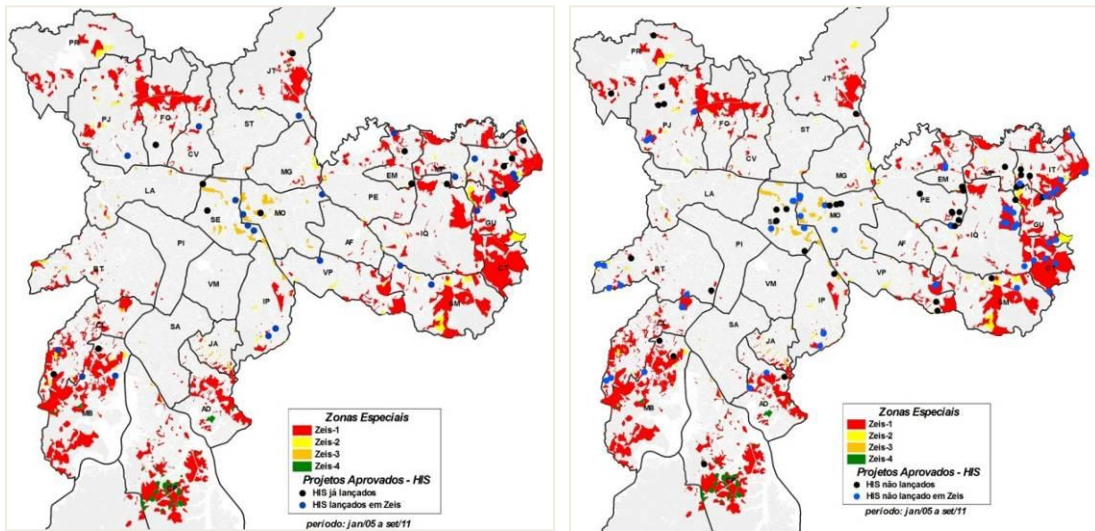 PR
JT
PJ
FO
CV
ST
MG
EM
PE
LA
SE
MO
IQ
GU
PI
AF
VP
BT
VM
IP
SM
CT
SA
JA
MB
AD
Zonas Especiais
Zeis-1
Zeis-2
Zeis-3
Zeis-4
Projetos Aprovados - HIS
HIS já lançados
HIS lançados em Zeis
período: jan/05 a set/11
PR
JT
PJ
FO
CV
ST
MG
EM
IT
PE
LA
MO
GU
PI
AF
IQ
VM
VP
IP
SM
SA
JA
MB
AD
Zonas Especiais
Zeis-1
Zeis-2
Zeis-3
Zeis-4
Projetos Aprovados - HIS
HIS não lançados
HIS não lançado em Zeis
período: jan/05 a set/11